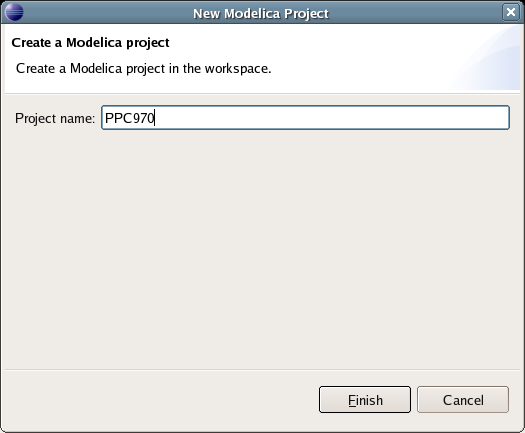 New Modelica Project
Create a Modelica project
Create a Modelica project in the workspace.
Project name: PPC970
Finish Cancel